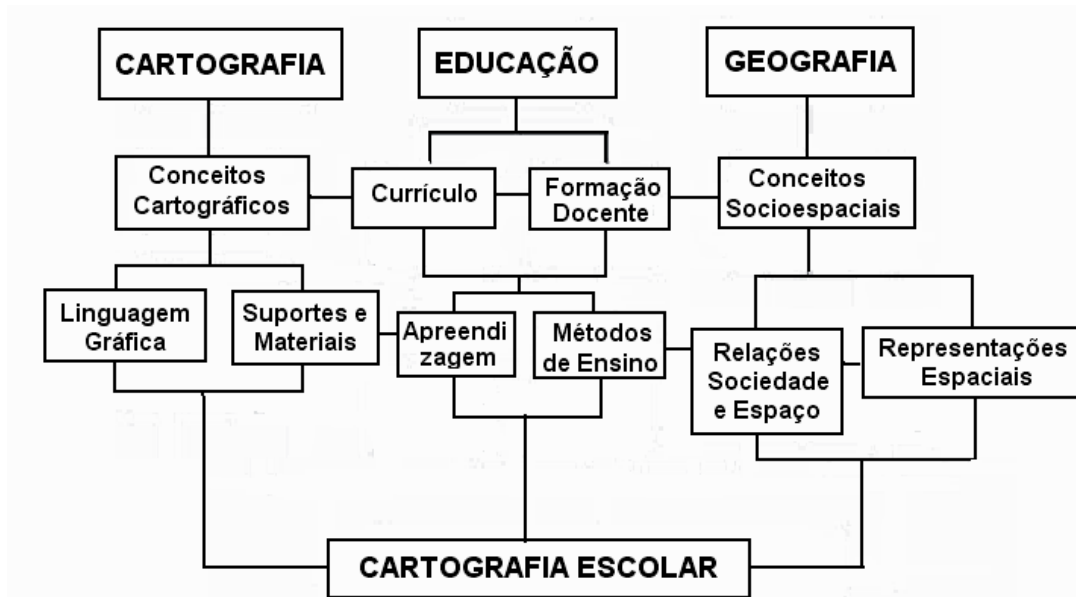 CARTOGRAFIA
EDUCAÇÃO
GEOGRAFIA
Conceitos
Cartográficos
Currículo
Formação
Docente
Conceitos
Socioespaciais
Linguagem
Gráfica
Suportes e
Materiais
Apreendi
zagem
Métodos
de Ensino
Relações
Sociedade
e Espaço
Representações
Espaciais
CARTOGRAFIA ESCOLAR